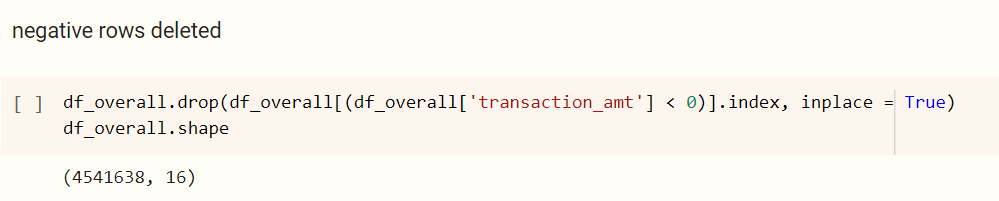 negative rows deleted
[ ] df_overall.drop(df_overall[(df_overall['transaction_amt'] < 0)].index, inplace = True)
df_overall.shape
(4541638, 16)